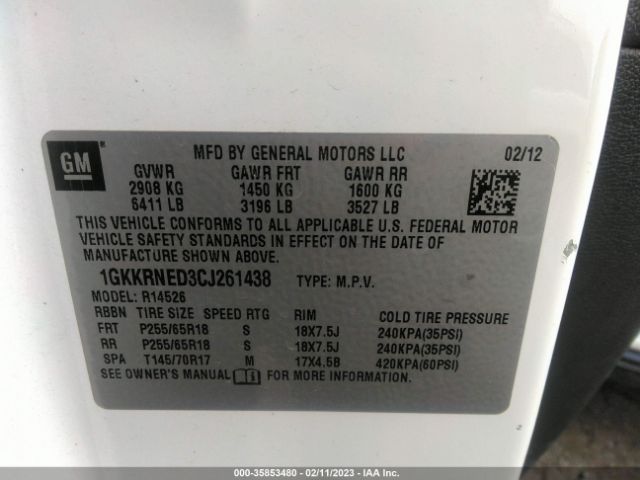 GM
MFD BY GENERAL MOTORS LLC 02/12
GVWR GAWR FRT GAWR RR
2908 KG 1450 KG 1600 KG
6411 LB 3196 LB 3527 LB
THIS VEHICLE CONFORMS TO ALL APPLICABLE U.S. FEDERAL MOTOR
VEHICLE SAFETY STANDARDS IN EFFECT ON THE DATE OF
MANUFACTURE SHOWN ABOVE.
1GKKRNED3CJ261438 TYPE: M.P.V.
MODEL: R14526
RBBN TIRE SIZE SPEED RTG RIM COLD TIRE PRESSURE
FRT P255/65R18 S 18X7.5J 240KPA(35PSI)
RR P255/65R18 S 18X7.5J 240KPA(35PSI)
SPA T145/70R17 M 17X4.5B 420KPA(60PSI)
SEE OWNER'S MANUAL FOR MORE INFORMATION.
000-35853480 - 02/11/2023 - IAA Inc.